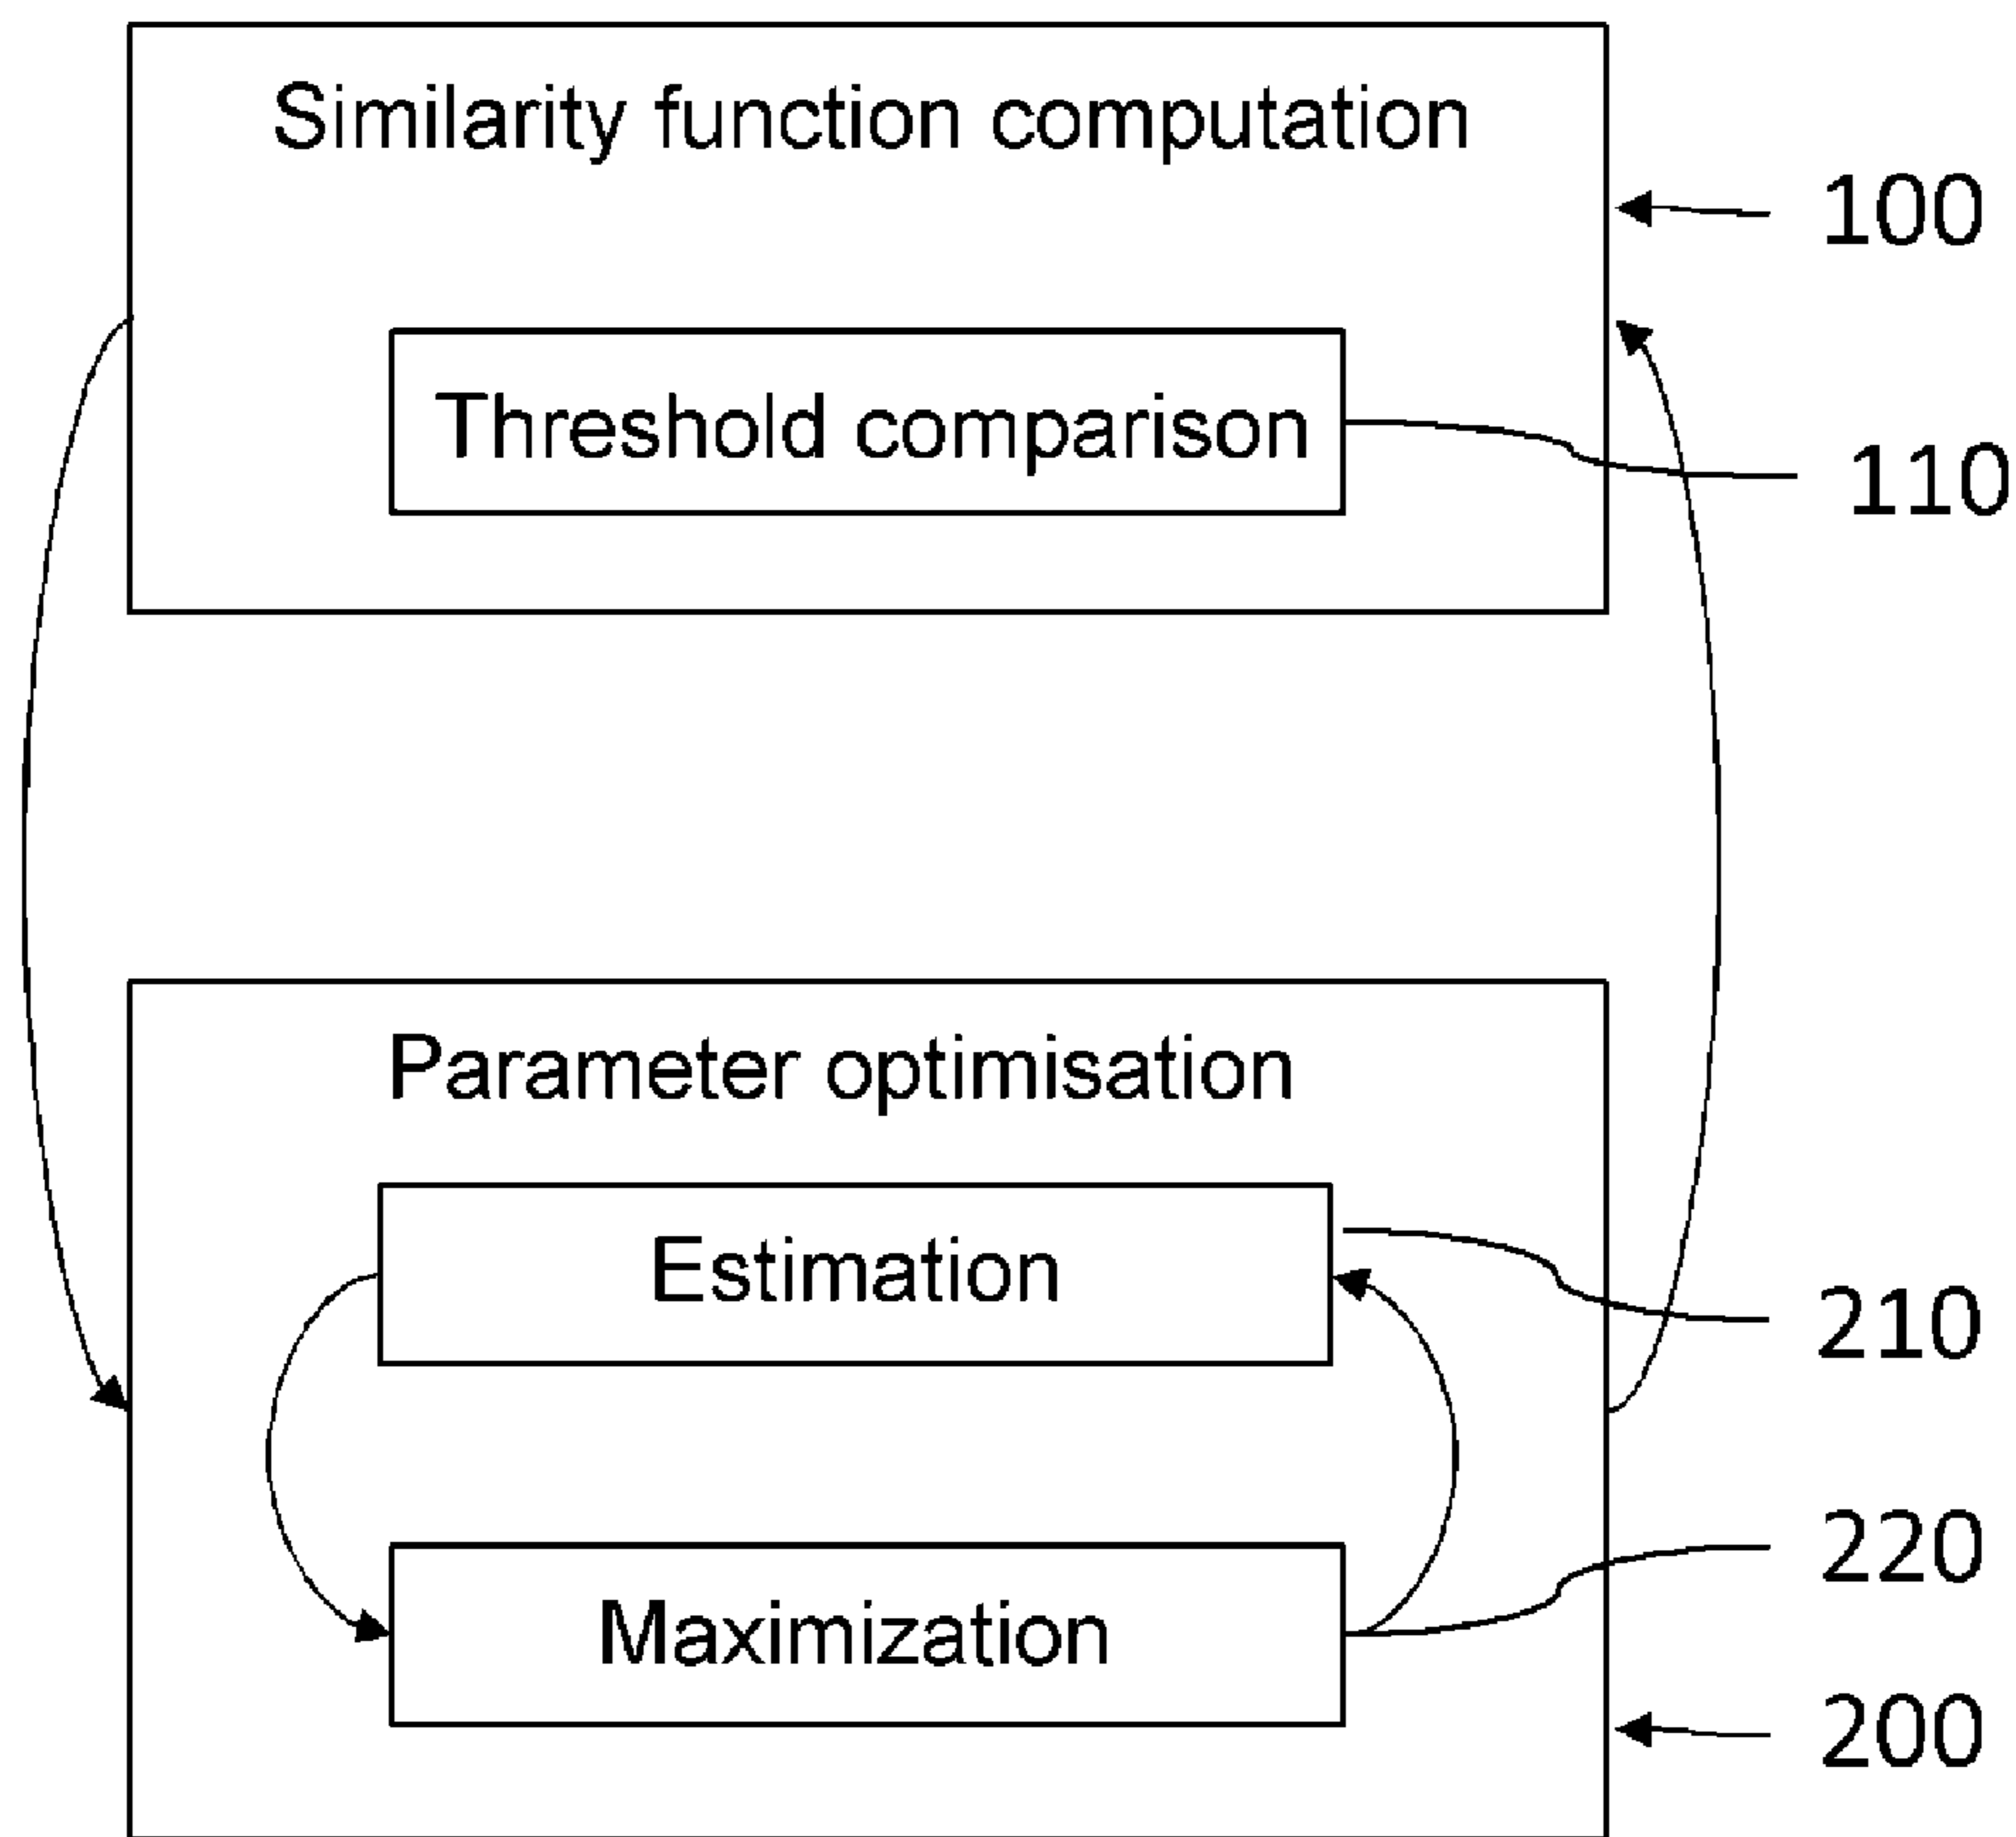 Similarity function computation
100
Threshold comparison
110
Parameter optimisation
Estimation
210
220
Maximization
200